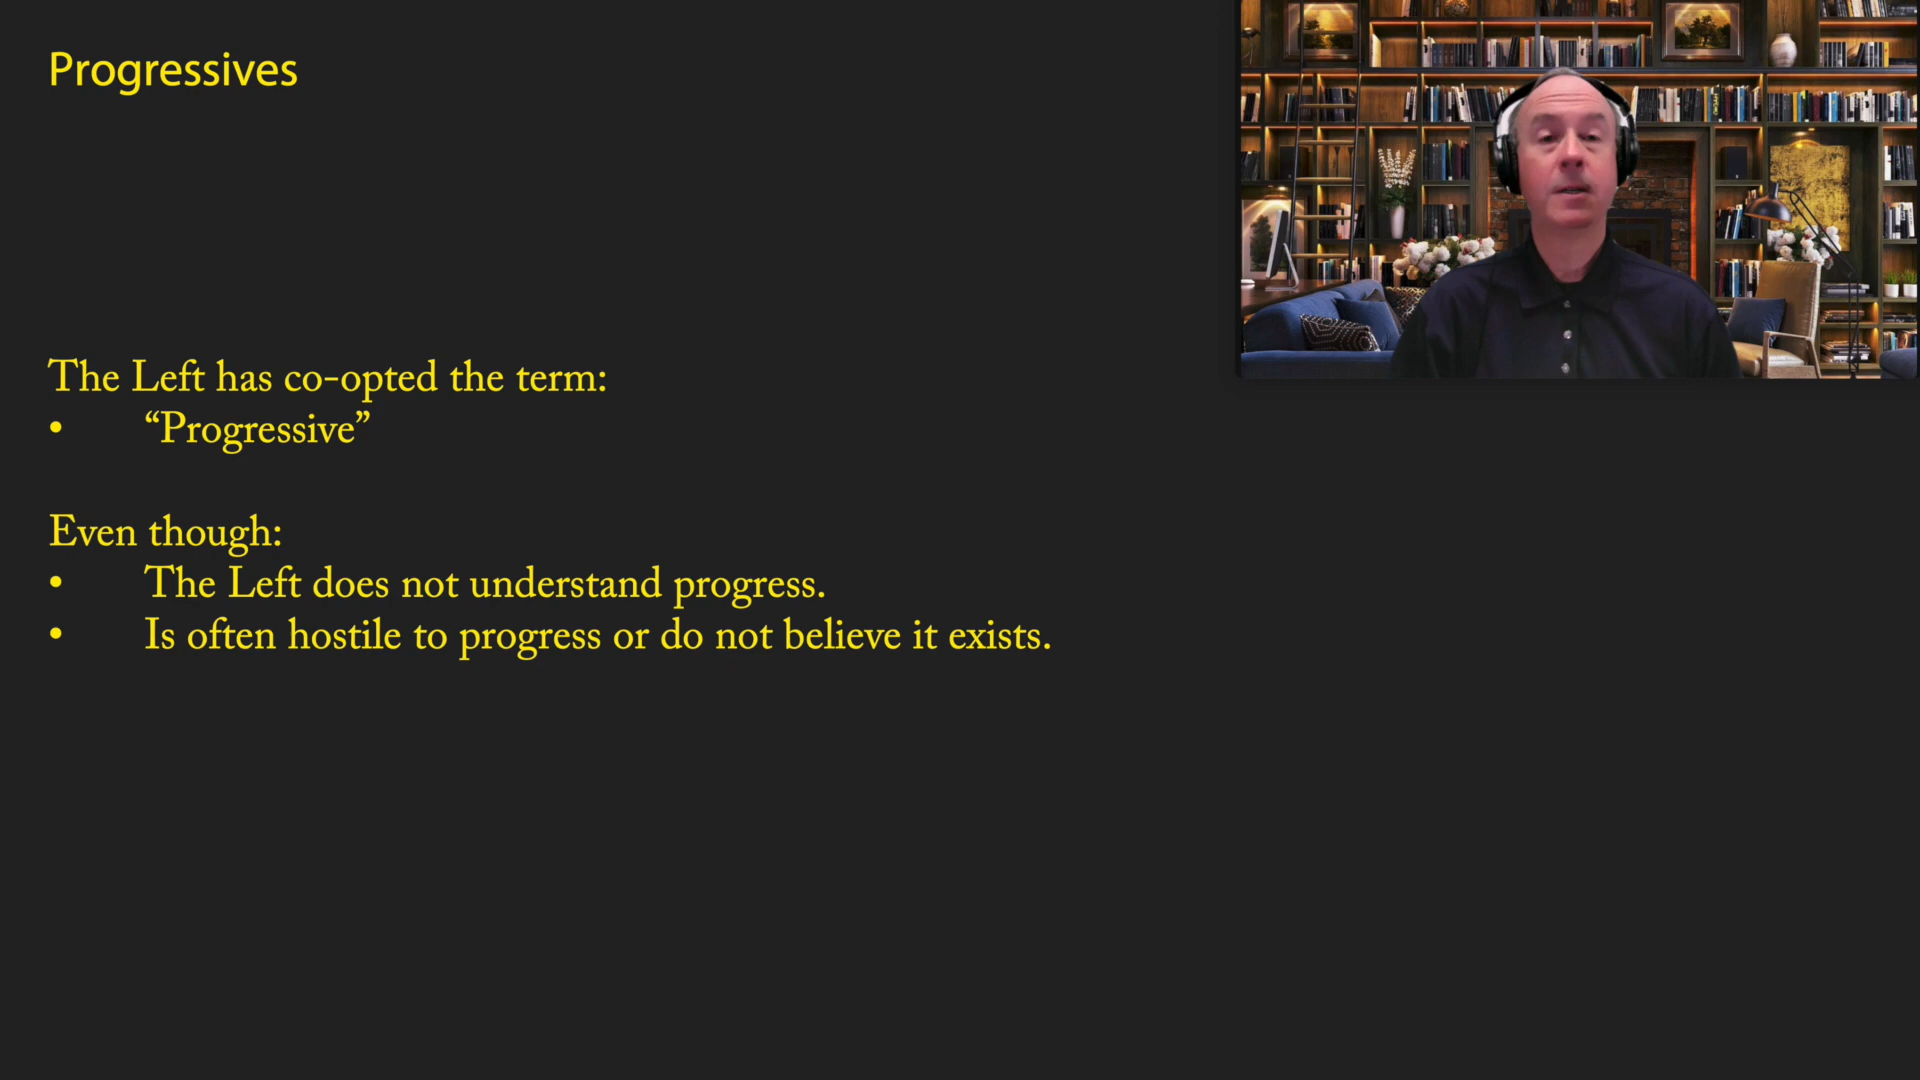 Progressives
The Left has co-opted the term:
• “Progressive”
Even though:
• The Left does not understand progress.
• Is often hostile to progress or do not believe it exists.